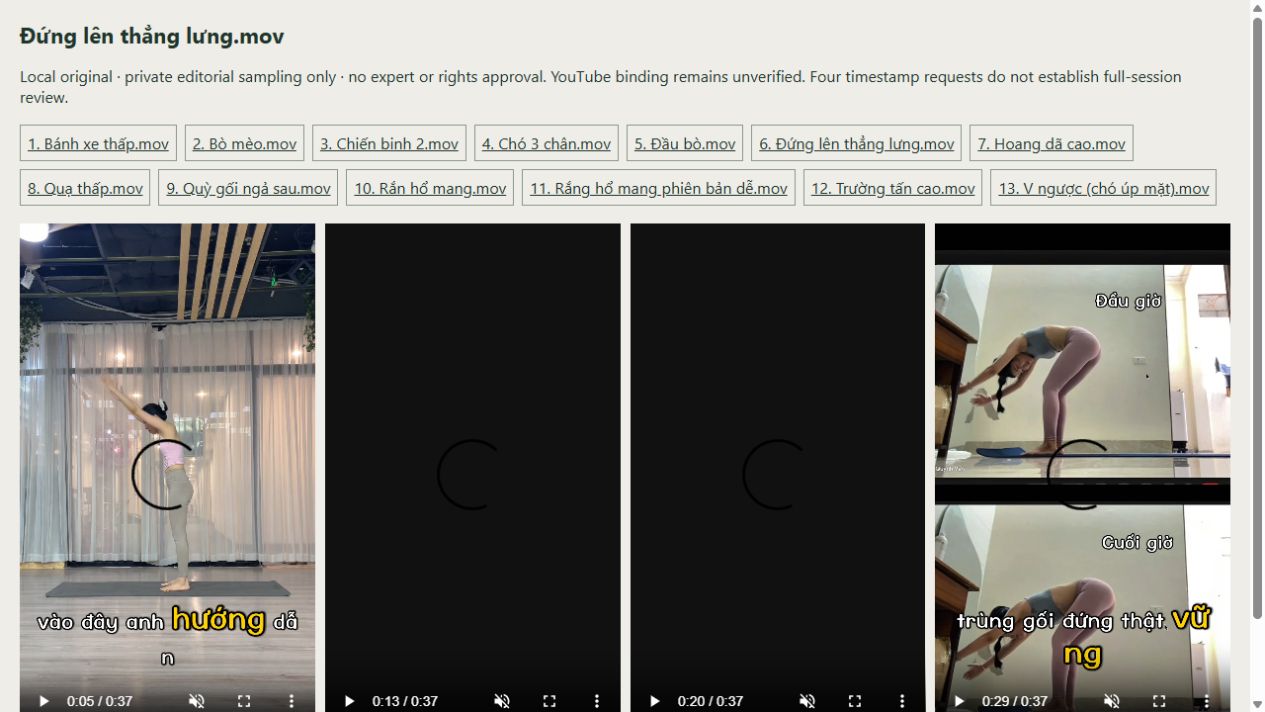 Đứng lên thẳng lưng.mov
Local original · private editorial sampling only · no expert or rights approval. YouTube binding remains unverified. Four timestamp requests do not establish full-session
review.
1. Bánh xe thấp.mov
2. Bò mèo.mov
3. Chiến binh 2.mov
4. Chó 3 chân.mov
5. Đầu bò.mov
6. Đứng lên thẳng lưng.mov
7. Hoang dã cao.mov
8. Quạ thấp.mov
9. Quỳ gối ngả sau.mov
10. Rắn hổ mang.mov
11. Rắng hổ mang phiên bản dễ.mov
12. Trường tấn cao.mov
13. V ngược (chó úp mặt).mov
vào đây anh hướng dẫ
n
0:05 / 0:37
0:13 / 0:37
0:20 / 0:37
Đầu giờ
Cuối giờ
trùng gối đứng thật vữ
ng
0:29 / 0:37